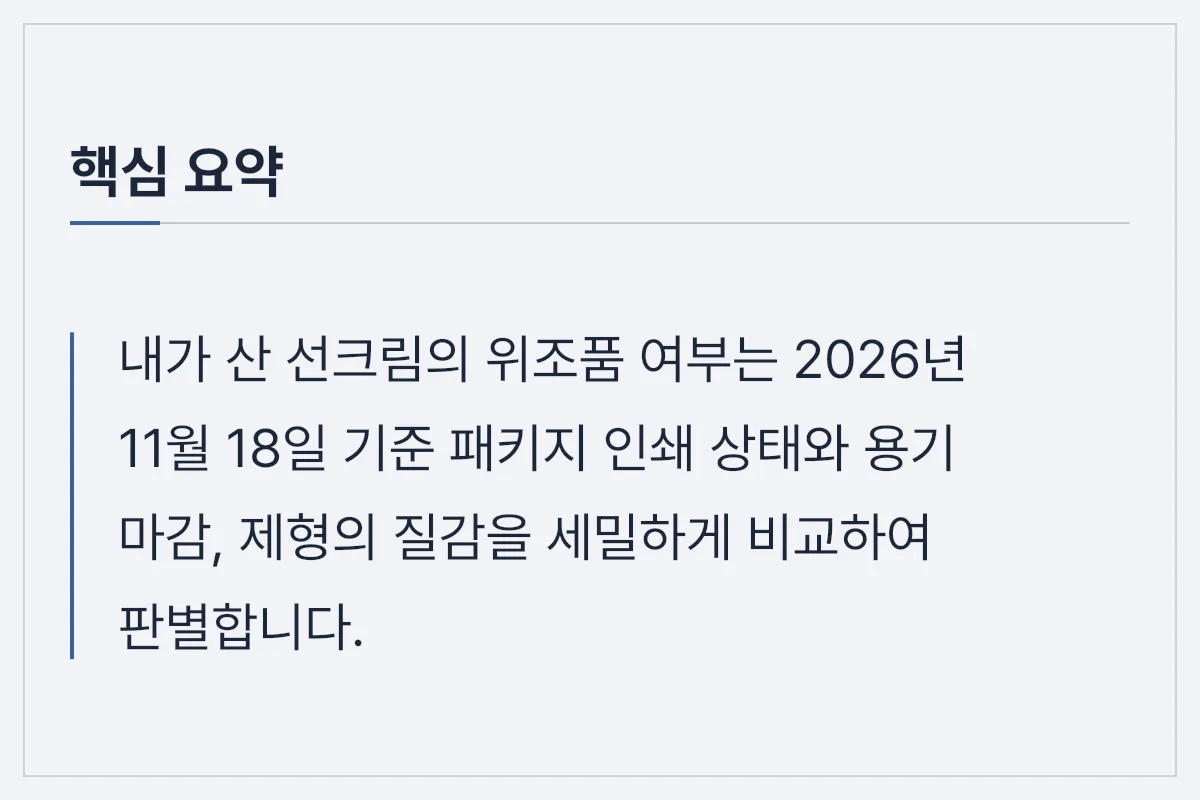 핵심 요약
내가 산 선크림의 위조품 여부는 2026년
11월 18일 기준 패키지 인쇄 상태와 용기
마감, 제형의 질감을 세밀하게 비교하여
판별합니다.